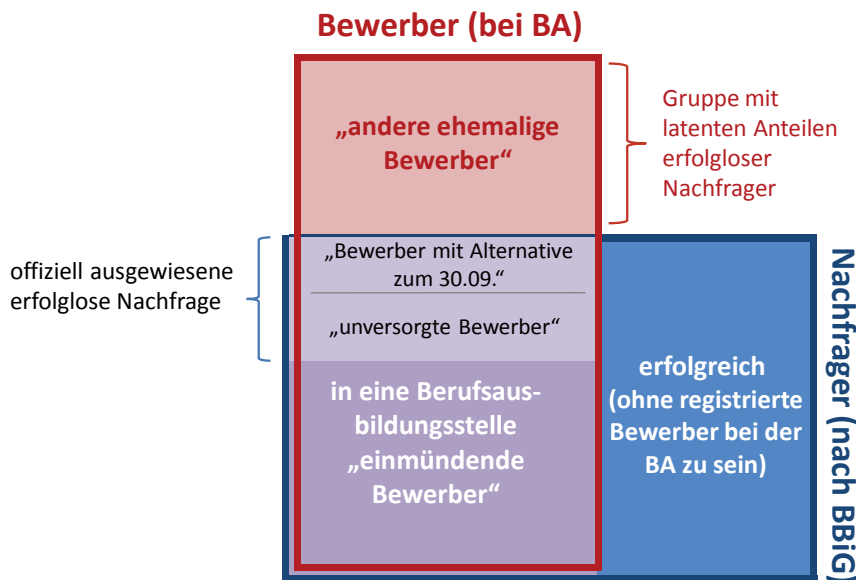 Bewerber (bei BA)
„andere ehemalige
Bewerber“
Gruppe mit
latenten Anteilen
erfolgloser
Nachfrager
offiziell ausgewiesene
erfolglose Nachfrage
„Bewerber mit Alternative
zum 30.09.“
„unversorgte Bewerber“
in eine Berufsaus-
bildungsstelle
„einmündende
Bewerber“
erfolgreich
(ohne registrierte
Bewerber bei der
BA zu sein)
Nachfrager (nach BBiG)